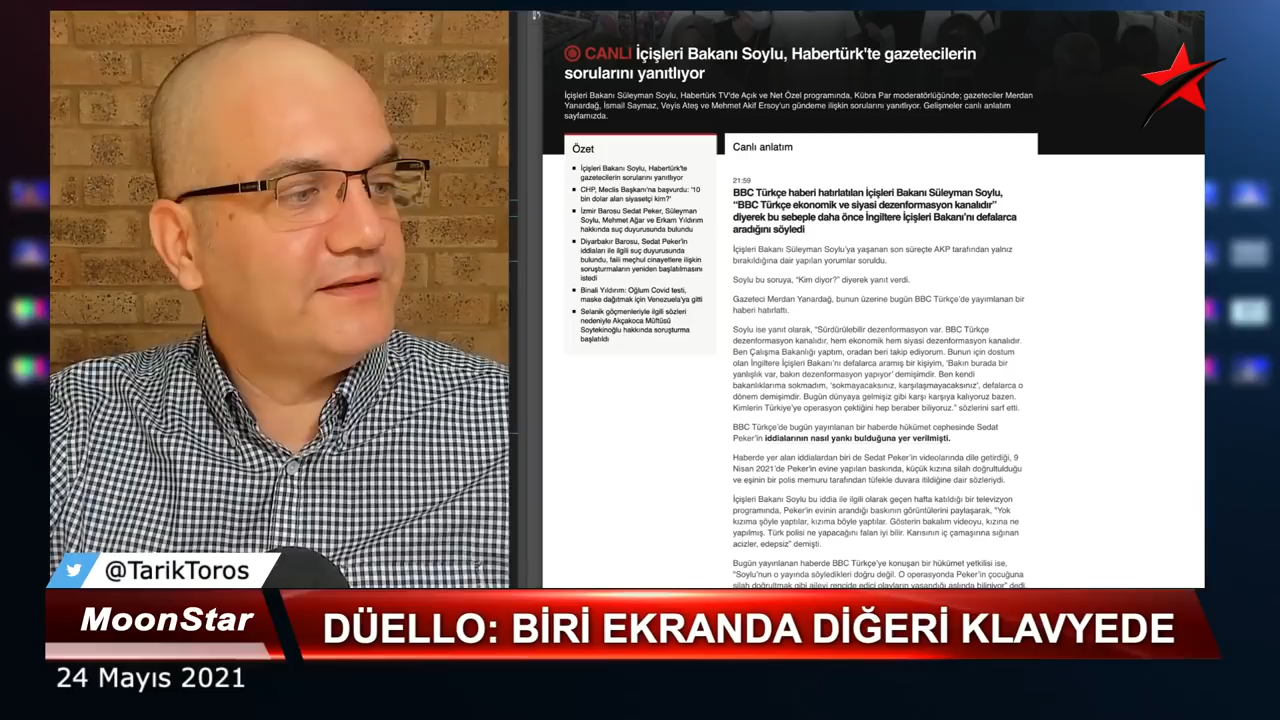 CANLI İçişleri Bakanı Soylu, Habertürk'te gazetecilerin
sorularını yanıtlıyor
İçişleri Bakanı Süleyman Soylu, Habertürk TV'de Açık ve Net Özel programında, Kübra Par moderatörlüğünde; gazeteciler Merdan
Yanardağ, İsmail Saymaz, Veyis Ateş ve Mehmet Akif Ersoy'un gündeme ilişkin sorularını yanıtlıyor. Gelişmeler canlı anlatım
sayfamızda.
Özet
İçişleri Bakanı Soylu, Habertürk'te
gazetecilerin sorularını yanıtlıyor
CHP, Meclis Başkanı'na başvurdu: '10
bin dolar alan siyasetçi kim?'
İzmir Barosu Sedat Peker, Süleyman
Soylu, Mehmet Ağar ve Erkam Yıldırım
hakkında suç duyurusunda bulundu
Diyarbakır Barosu, Sedat Peker'in
iddiaları ile ilgili suç duyurusunda
bulundu, faili meçhul cinayetlere ilişkin
soruşturmaların yeniden başlatılmasını
istedi
Binali Yıldırım: Oğlum Covid testi,
maske dağıtmak için Venezuela'ya gitti
Selanik göçmenleriyle ilgili sözleri
nedeniyle Akçakoca Müftüsü
Soytekinoğlu hakkında soruşturma
başlatıldı
Canlı anlatım
21:59
BBC Türkçe haberi hatırlatılan İçişleri Bakanı Süleyman Soylu,
“BBC Türkçe ekonomik ve siyasi dezenformasyon kanalıdır”
diyerek bu sebeple daha önce İngiltere İçişleri Bakanı’nı defalarca
aradığını söyledi
İçişleri Bakanı Süleyman Soylu'ya yaşanan son süreçte AKP tarafından yalnız
bırakıldığına dair yapılan yorumlar soruldu.
Soylu bu soruya, “Kim diyor?” diyerek yanıt verdi.
Gazeteci Merdan Yanardağ, bunun üzerine bugün BBC Türkçe’de yayımlanan bir
haberi hatırlattı.
Soylu ise yanıt olarak, “Sürdürülebilir dezenformasyon var. BBC Türkçe
dezenformasyon kanalıdır, hem ekonomik hem siyasi dezenformasyon kanalıdır.
Ben Çalışma Bakanlığı yaptım, oradan beri takip ediyorum. Bunun için dostum
olan İngiltere İçişleri Bakanı’nı defalarca aramış bir kişiyim, ‘Bakın burada bir
yanlışlık var, bakın dezenformasyon yapıyor’ demişimdir. Ben kendi
bakanlıklarıma sokmadım, ‘sokmayacaksınız, karşılaşmayacaksınız’, defalarca o
dönem demişimdir. Bugün dünyaya gelmişiz gibi karşı karşıya kalıyoruz bazen.
Kimlerin Türkiye’ye operasyon çektiğini hep beraber biliyoruz.” sözlerini sarf etti.
BBC Türkçe’de bugün yayınlanan bir haberde hükümet cephesinde Sedat
Peker’in iddialarının nasıl yankı bulduğuna yer verilmişti.
Haberde yer alan iddialardan biri de Sedat Peker’in videolarında dile getirdiği, 9
Nisan 2021’de Peker’in evine yapılan baskında, küçük kızına silah doğrultulduğu
ve eşinin bir polis memuru tarafından tüfekle duvara itildiğine dair sözleriydi.
İçişleri Bakanı Soylu bu iddia ile ilgili olarak geçen hafta katıldığı bir televizyon
programında, Peker’in evinin arandığı baskının görüntülerini paylaşarak, “Yok
kızıma şöyle yaptılar, kızıma böyle yaptılar. Gösterin bakalım videoyu, kızına ne
yapılmış. Türk polisi ne yapacağını falan iyi bilir. Karısının iç çamaşırına sığınan
acizler, edepsiz” demişti.
Bugün yayınlanan haberde BBC Türkçe’ye konuşan bir hükümet yetkilisi ise,
“Soylu’nun o yayında söyledikleri doğru değil. O operasyonda Peker’in çocuğuna
silah doğrultmak gibi aileyi rencide edici olayların yaşandığı aslında biliniyor” dedi
@TarikToros
MoonStar
DÜELLO: BİRİ EKRANDA DİĞERİ KLAVYEDE
24 Mayıs 2021